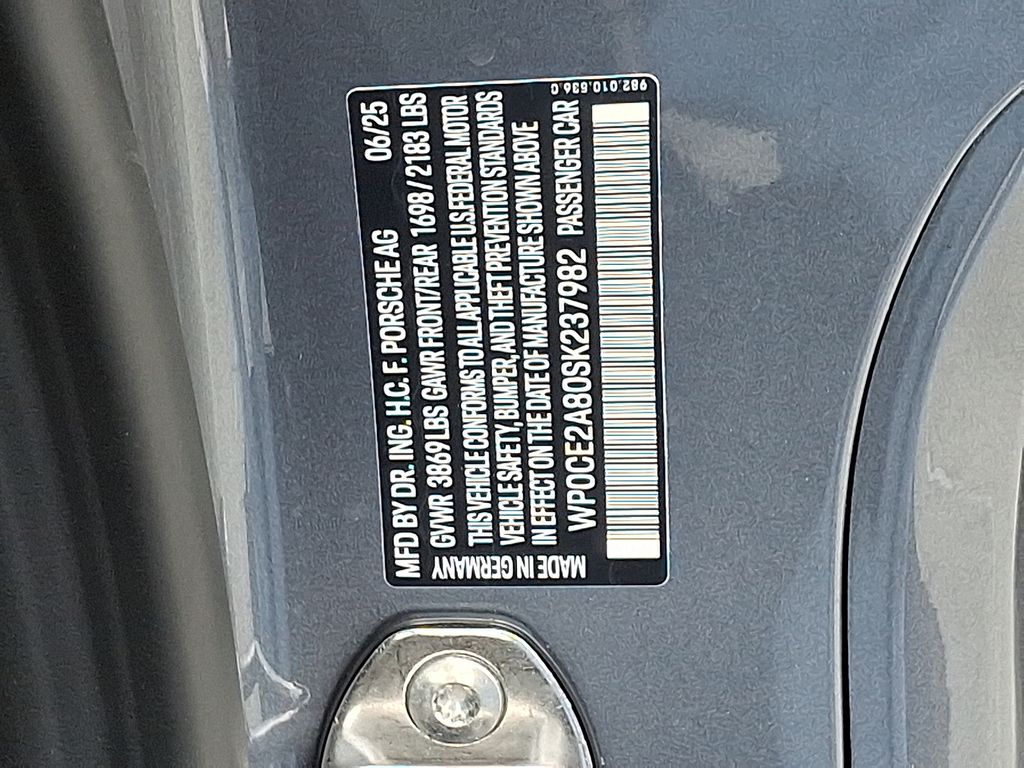 MFD BY DR. ING. H.C. F. PORSCHE AG 06/25
GVWR 3869 LBS GAWR FRONT/REAR 1698/2183 LBS
THIS VEHICLE CONFORMS TO ALL APPLICABLE U.S. FEDERAL MOTOR
VEHICLE SAFETY, BUMPER, AND THEFT PREVENTION STANDARDS
IN EFFECT ON THE DATE OF MANUFACTURE SHOWN ABOVE
WP0CE2A80SK237982 PASSENGER CAR
MADE IN GERMANY
982.010.536.0